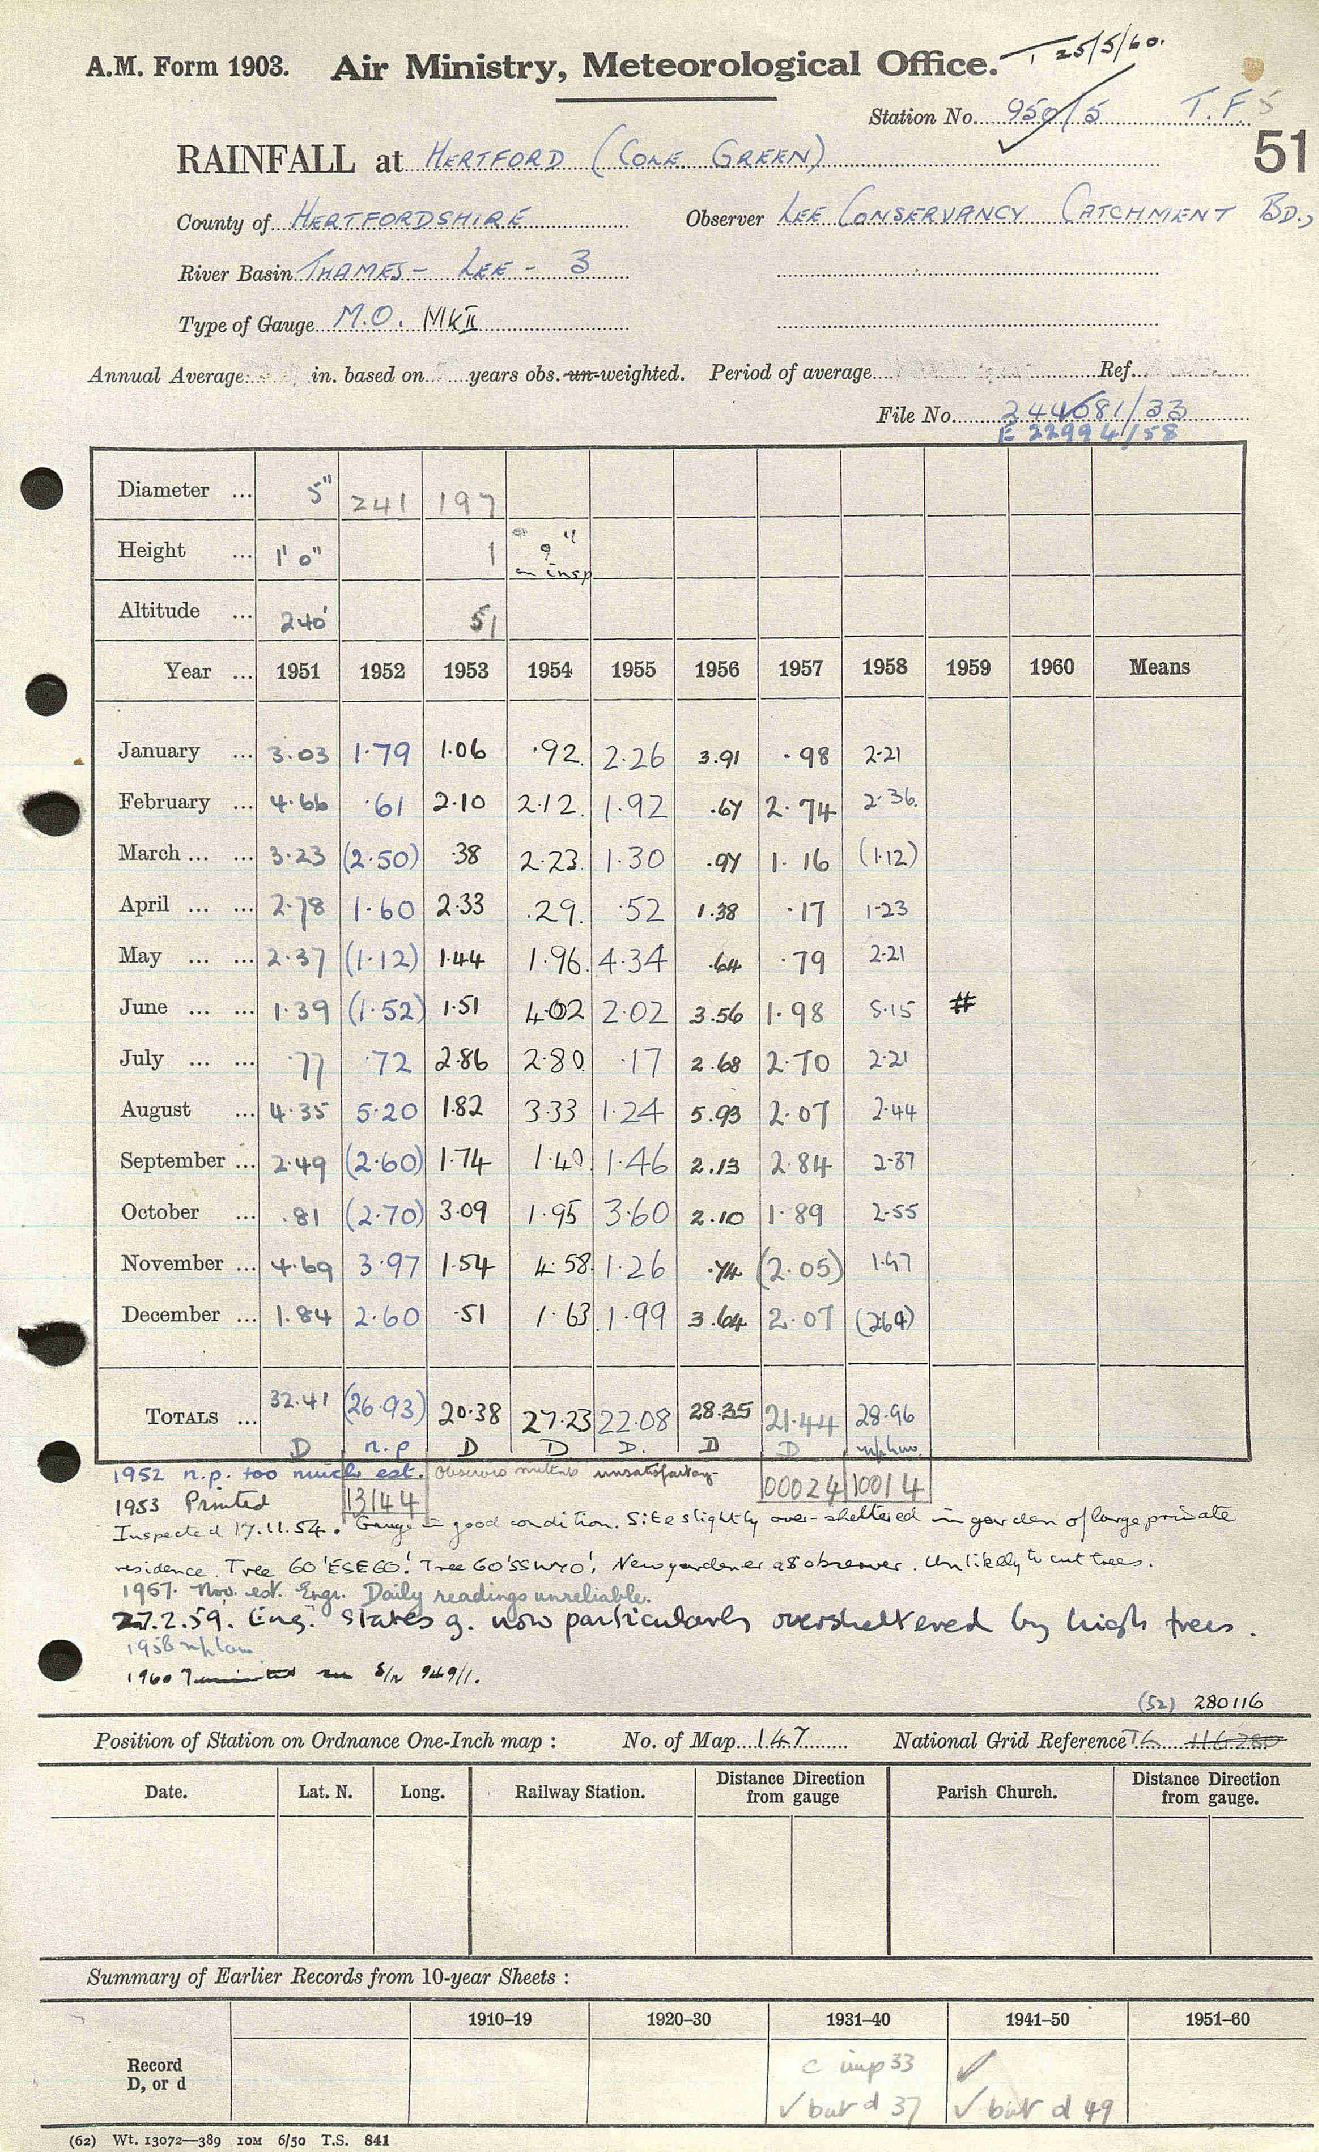 T 25/5/60.
A.M. Form 1903. Air Ministry, Meteorological Office.
Station No. 950/5 T.F. 5
51
RAINFALL at HERTFORD (COLE GREEN)
County of HERTFORDSHIRE Observer LEE CONSERVANCY CATCHMENT BD.,
River Basin THAMES - LEE - 3
Type of Gauge M.O. MKII
Annual Average in. based on years obs. un-weighted. Period of average Ref.
File No. 244081/33
E 22994/58
Diameter ... 5" 241 197
Height ... 1' 0" 1 9" on insp
Altitude ... 240' 51
Year ... 1951 1952 1953 1954 1955 1956 1957 1958 1959 1960 Means
January ... 3.03 1.79 1.06 .92 2.26 3.91 .98 2.21
February ... 4.66 .61 2.10 2.12 1.92 .67 2.74 2.36
March ... ... 3.23 (2.50) .38 2.23 1.30 .97 1.16 (1.12)
April ... ... 2.78 1.60 2.33 .29 .52 1.38 .17 1.23
May ... ... 2.37 (1.12) 1.44 1.96 4.34 .64 .79 2.21
June ... ... 1.39 (1.52) 1.51 4.02 2.02 3.56 1.98 5.15 #
July ... ... .77 .72 2.86 2.80 .17 2.68 2.70 2.21
August ... 4.35 5.20 1.82 3.33 1.24 5.93 2.07 2.44
September ... 2.49 (2.60) 1.74 1.40 1.46 2.13 2.84 2.87
October ... .81 (2.70) 3.09 1.95 3.60 2.10 1.89 2.55
November ... 4.69 3.97 1.54 4.58 1.26 .74 (2.05) 1.97
December ... 1.84 2.60 .51 1.63 1.99 3.64 2.07 (2.64)
TOTALS ... 32.41 (26.93) 20.38 27.23 22.08 28.35 21.44 28.96
D n.p D D D. D D
1952 n.p. too much est. unsatisfactory
13144 00024 10014
1953 Printed
Inspected 17.11.54. Gauge in good condition. Site slightly over-sheltered in garden of large private
residence. Tree 60' ESE 60'. Tree 60' SSW 40'. New gardener as observer. Unlikely to cut trees.
1957. Nov. est. Engr. Daily readings unreliable.
27.2.59. Eng. states g. now particularly oversheltered by high trees.
1958
1960 S/n 949/1.
(52) 280116
Position of Station on Ordnance One-Inch map : No. of Map 147 National Grid Reference TL 116280
Date. Lat. N. Long. Railway Station. Distance Direction from gauge Parish Church. Distance Direction from gauge.
Summary of Earlier Records from 10-year Sheets :
1910–19 1920–30 1931–40 1941–50 1951–60
Record
D, or d
c imp 33 ✓
✓ but d 37 ✓ but d 49
(62) Wt. 13072—389 10M 6/50 T.S. 841